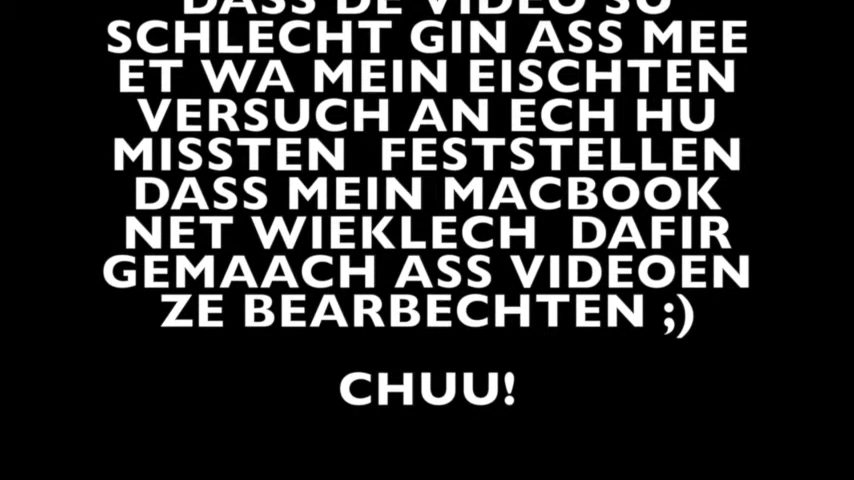 DASS DE VIDEO SU
SCHLECHT GIN ASS MEE
ET WA MEIN EISCHTEN
VERSUCH AN ECH HU
MISSTEN FESTSTELLEN
DASS MEIN MACBOOK
NET WIEKLECH DAFIR
GEMAACH ASS VIDEOEN
ZE BEARBECHTEN ;)
CHUU!